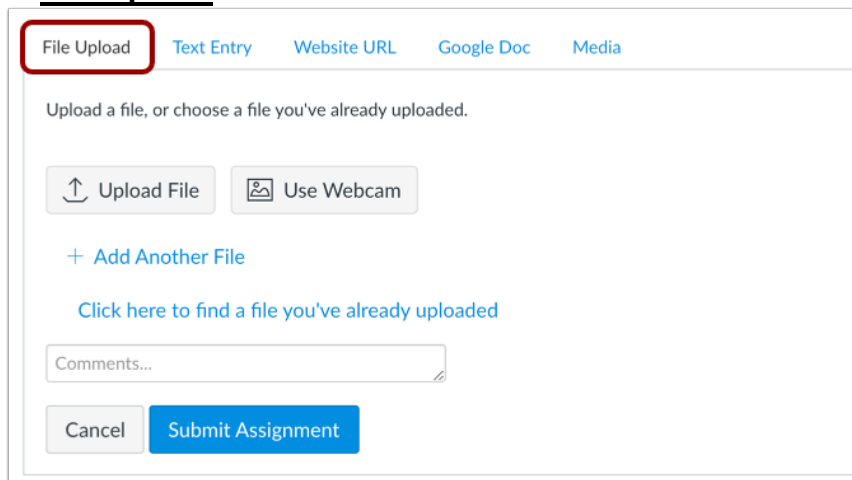 File Upload Text Entry Website URL Google Doc Media
Upload a file, or choose a file you've already uploaded.
Upload File Use Webcam
+ Add Another File
Click here to find a file you've already uploaded
Comments...
Cancel Submit Assignment